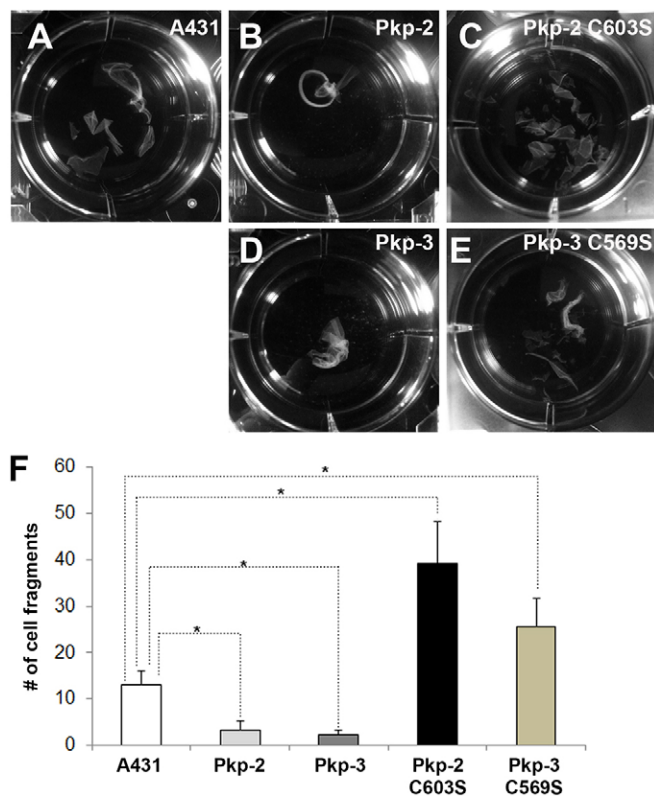 A A431
B Pkp-2
C Pkp-2 C603S
D Pkp-3
E Pkp-3 C569S
F
# of cell fragments
60
50
40
30
20
10
0
*
*
*
*
A431
Pkp-2
Pkp-3
Pkp-2
C603S
Pkp-3
C569S